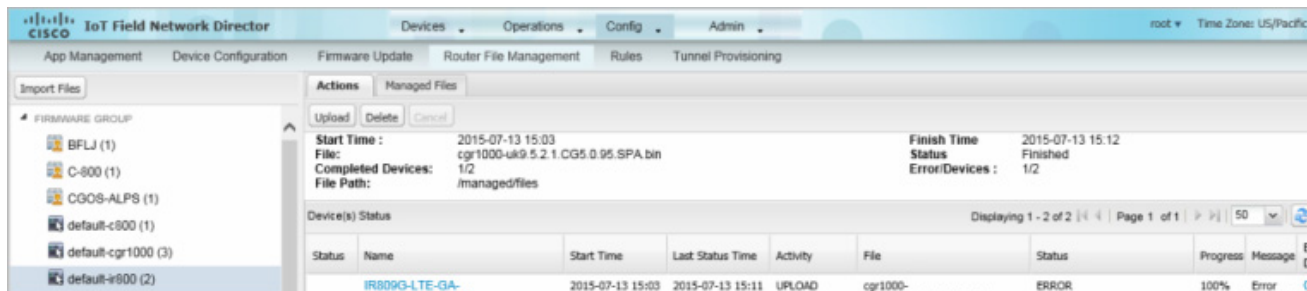 CISCO IoT Field Network Director Devices Operations Config Admin root Time Zone: US/Pacific
App Management Device Configuration Firmware Update Router File Management Rules Tunnel Provisioning
Import Files
FIRMWARE GROUP
BFLJ (1)
C-800 (1)
CGOS-ALPS (1)
default-c800 (1)
default-cgr1000 (3)
default-ir800 (2)
Actions Managed Files
Upload Delete Cancel
Start Time : 2015-07-13 15:03 Finish Time 2015-07-13 15:12
File: cgr1000-uk9.5.2.1.CG5.0.95.SPA.bin Status Finished
Completed Devices: 1/2 Error/Devices : 1/2
File Path: /managed/files
Device(s) Status Displaying 1 - 2 of 2 Page 1 of 1 50
Status Name Start Time Last Status Time Activity File Status Progress Message
IR809G-LTE-GA- 2015-07-13 15:03 2015-07-13 15:11 UPLOAD cgr1000- ERROR 100% Error